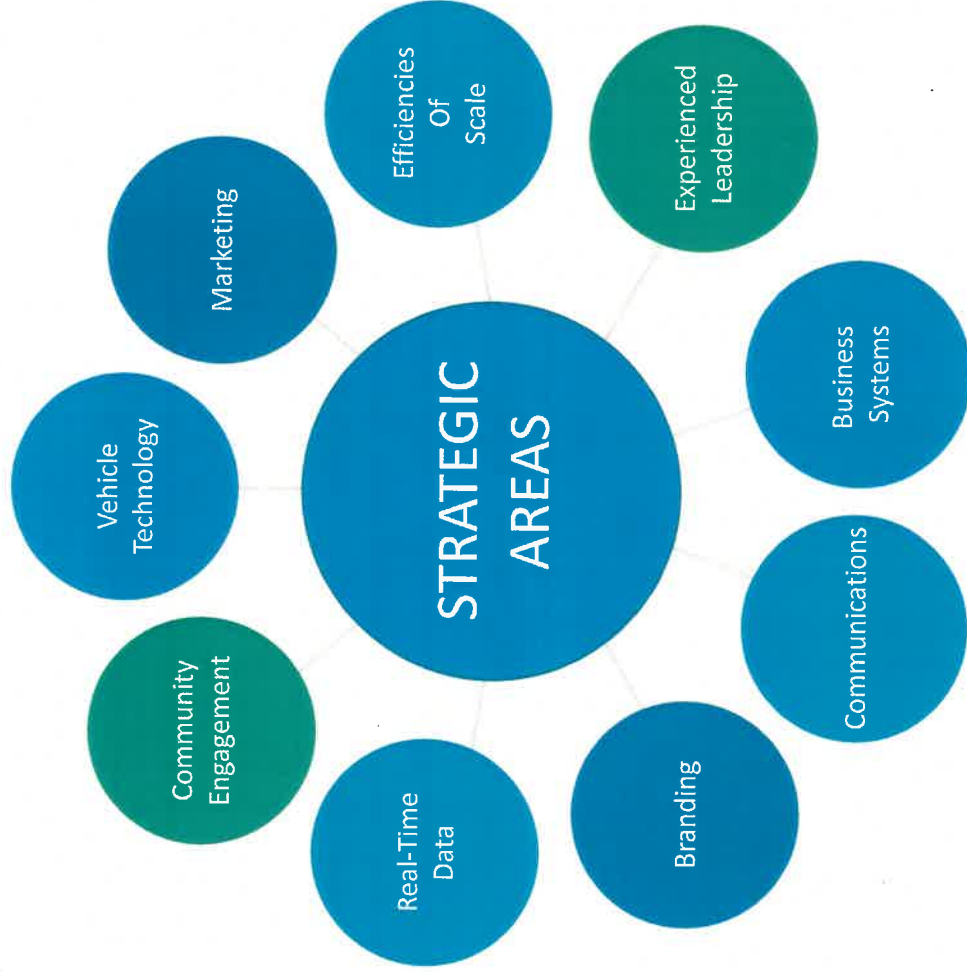 STRATEGIC
AREAS
Vehicle
Technology
Marketing
Efficiencies
Of
Scale
Experienced
Leadership
Business
Systems
Communications
Branding
Real-Time
Data
Community
Engagement